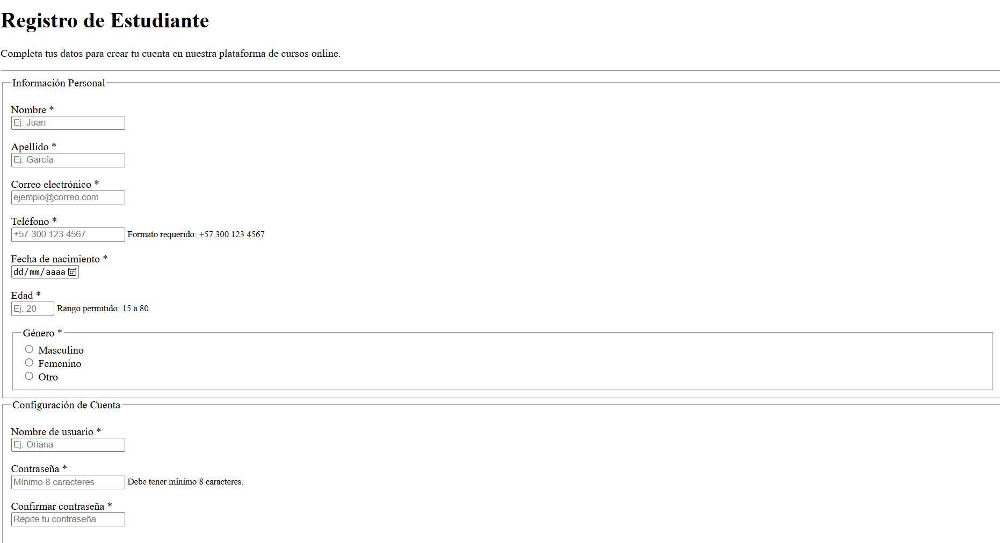 Registro de Estudiante
Completa tus datos para crear tu cuenta en nuestra plataforma de cursos online.
Información Personal
Nombre *
Ej: Juan
Apellido *
Ej: García
Correo electrónico *
ejemplo@correo.com
Teléfono *
+57 300 123 4567 Formato requerido: +57 300 123 4567
Fecha de nacimiento *
dd/mm/aaaa
Edad *
Ej: 20 Rango permitido: 15 a 80
Género *
Masculino
Femenino
Otro
Configuración de Cuenta
Nombre de usuario *
Ej: Oriana
Contraseña *
Mínimo 8 caracteres Debe tener mínimo 8 caracteres.
Confirmar contraseña *
Repite tu contraseña